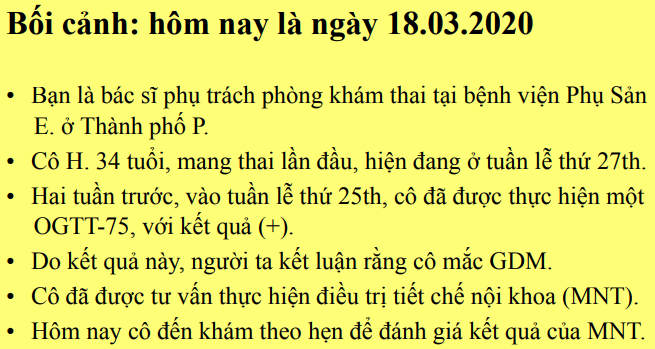 Bối cảnh: hôm nay là ngày 18.03.2020
• Bạn là bác sĩ phụ trách phòng khám thai tại bệnh viện Phụ Sản
E. ở Thành phố P.
• Cô H. 34 tuổi, mang thai lần đầu, hiện đang ở tuần lễ thứ 27th.
• Hai tuần trước, vào tuần lễ thứ 25th, cô đã được thực hiện một
OGTT-75, với kết quả (+).
• Do kết quả này, người ta kết luận rằng cô mắc GDM.
• Cô đã được tư vấn thực hiện điều trị tiết chế nội khoa (MNT).
• Hôm nay cô đến khám theo hẹn để đánh giá kết quả của MNT.